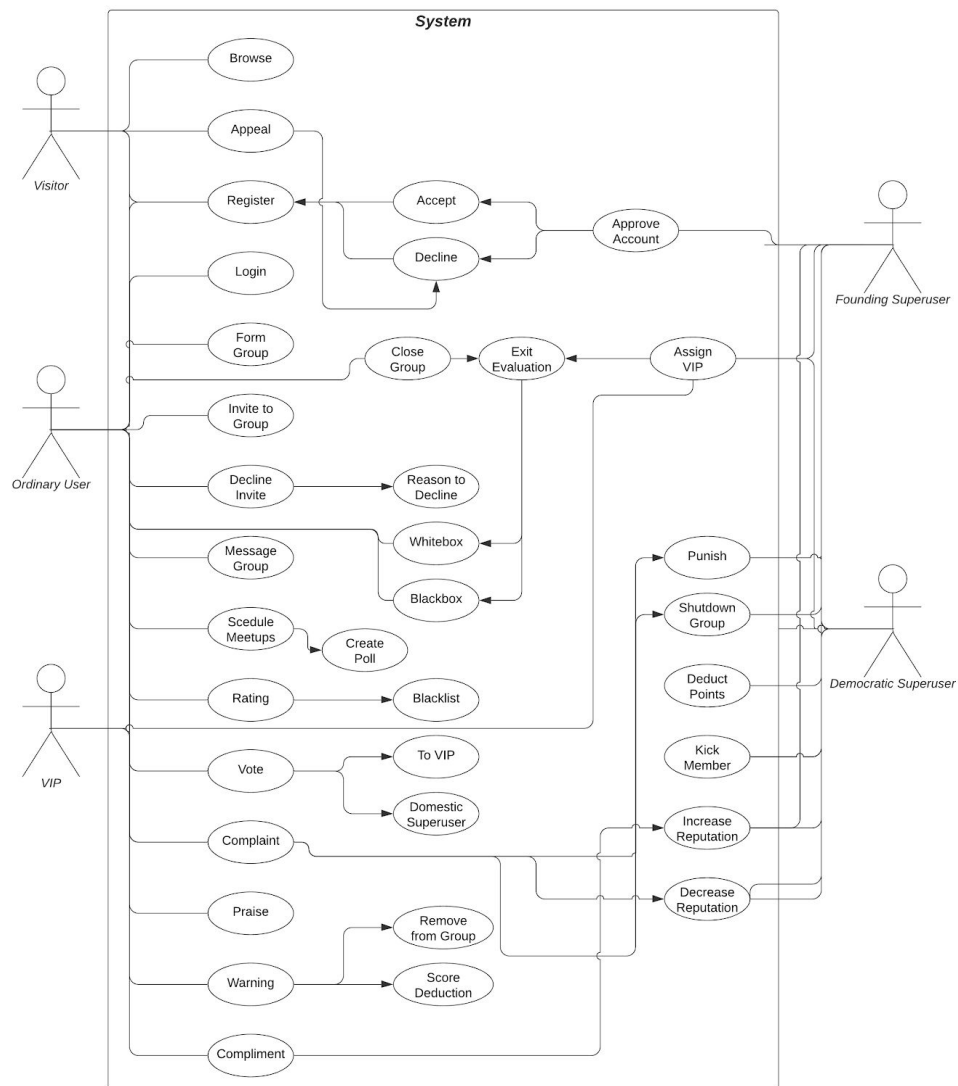 System
Browse
Appeal
Visitor
Register
Accept
Approve
Account
Decline
Login
Founding Superuser
Form
Group
Close
Group
Exit
Evaluation
Assign
VIP
Invite to
Group
Ordinary User
Decline
Invite
Reason to
Decline
Whitebox
Message
Group
Punish
Blackbox
Shutdown
Group
Scedule
Meetups
Create
Poll
Democratic Superuser
Rating
Blacklist
Deduct
Points
VIP
Vote
To VIP
Kick
Member
Domestic
Superuser
Complaint
Increase
Reputation
Praise
Decrease
Reputation
Remove
from Group
Warning
Score
Deduction
Compliment